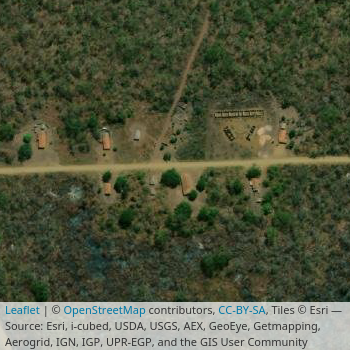 Leaflet | © OpenStreetMap contributors, CC-BY-SA, Tiles © Esri —
Source: Esri, i-cubed, USDA, USGS, AEX, GeoEye, Getmapping,
Aerogrid, IGN, IGP, UPR-EGP, and the GIS User Community